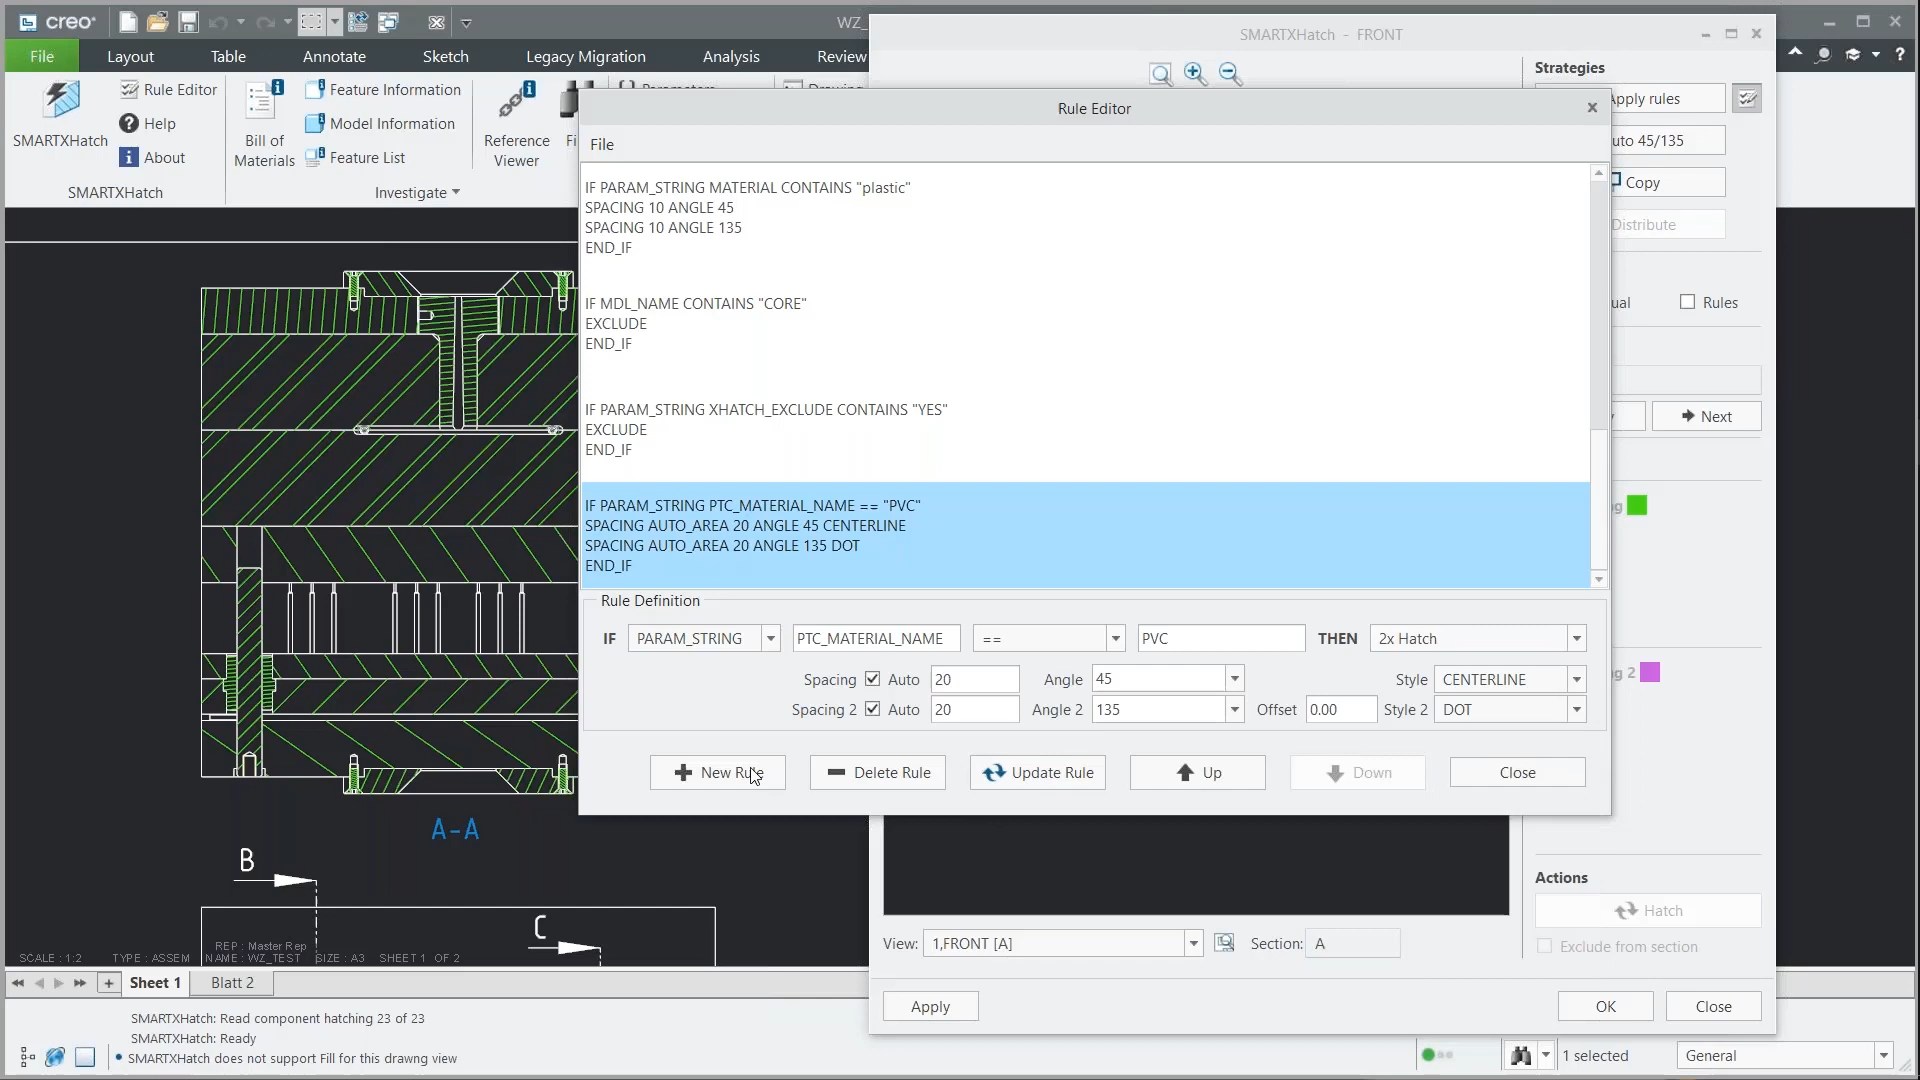 creo
WZ_
SMARTXHatch - FRONT
File
Layout
Table
Annotate
Sketch
Legacy Migration
Analysis
Review
Strategies
SMARTXHatch
Rule Editor
Help
About
SMARTXHatch
Bill of
Materials
Feature Information
Model Information
Feature List
Investigate
Reference
Viewer
Fi
Apply rules
uto 45/135
Copy
Distribute
ual
Rules
Next
g
g 2
Rule Editor
File
IF PARAM_STRING MATERIAL CONTAINS "plastic"
SPACING 10 ANGLE 45
SPACING 10 ANGLE 135
END_IF
IF MDL_NAME CONTAINS "CORE"
EXCLUDE
END_IF
IF PARAM_STRING XHATCH_EXCLUDE CONTAINS "YES"
EXCLUDE
END_IF
IF PARAM_STRING PTC_MATERIAL_NAME == "PVC"
SPACING AUTO_AREA 20 ANGLE 45 CENTERLINE
SPACING AUTO_AREA 20 ANGLE 135 DOT
END_IF
Rule Definition
IF PARAM_STRING PTC_MATERIAL_NAME == PVC THEN 2x Hatch
Spacing Auto 20 Angle 45 Style CENTERLINE
Spacing 2 Auto 20 Angle 2 135 Offset 0.00 Style 2 DOT
New Rule
Delete Rule
Update Rule
Up
Down
Close
A-A
B
C
REP : Master Rep
SCALE : 1:2 TYPE : ASSEM NAME : WZ_TEST SIZE : A3 SHEET 1 OF 2
Actions
Hatch
Exclude from section
View: 1,FRONT [A]
Section: A
Apply
OK
Close
Sheet 1
Blatt 2
SMARTXHatch: Read component hatching 23 of 23
SMARTXHatch: Ready
SMARTXHatch does not support Fill for this drawng view
1 selected
General